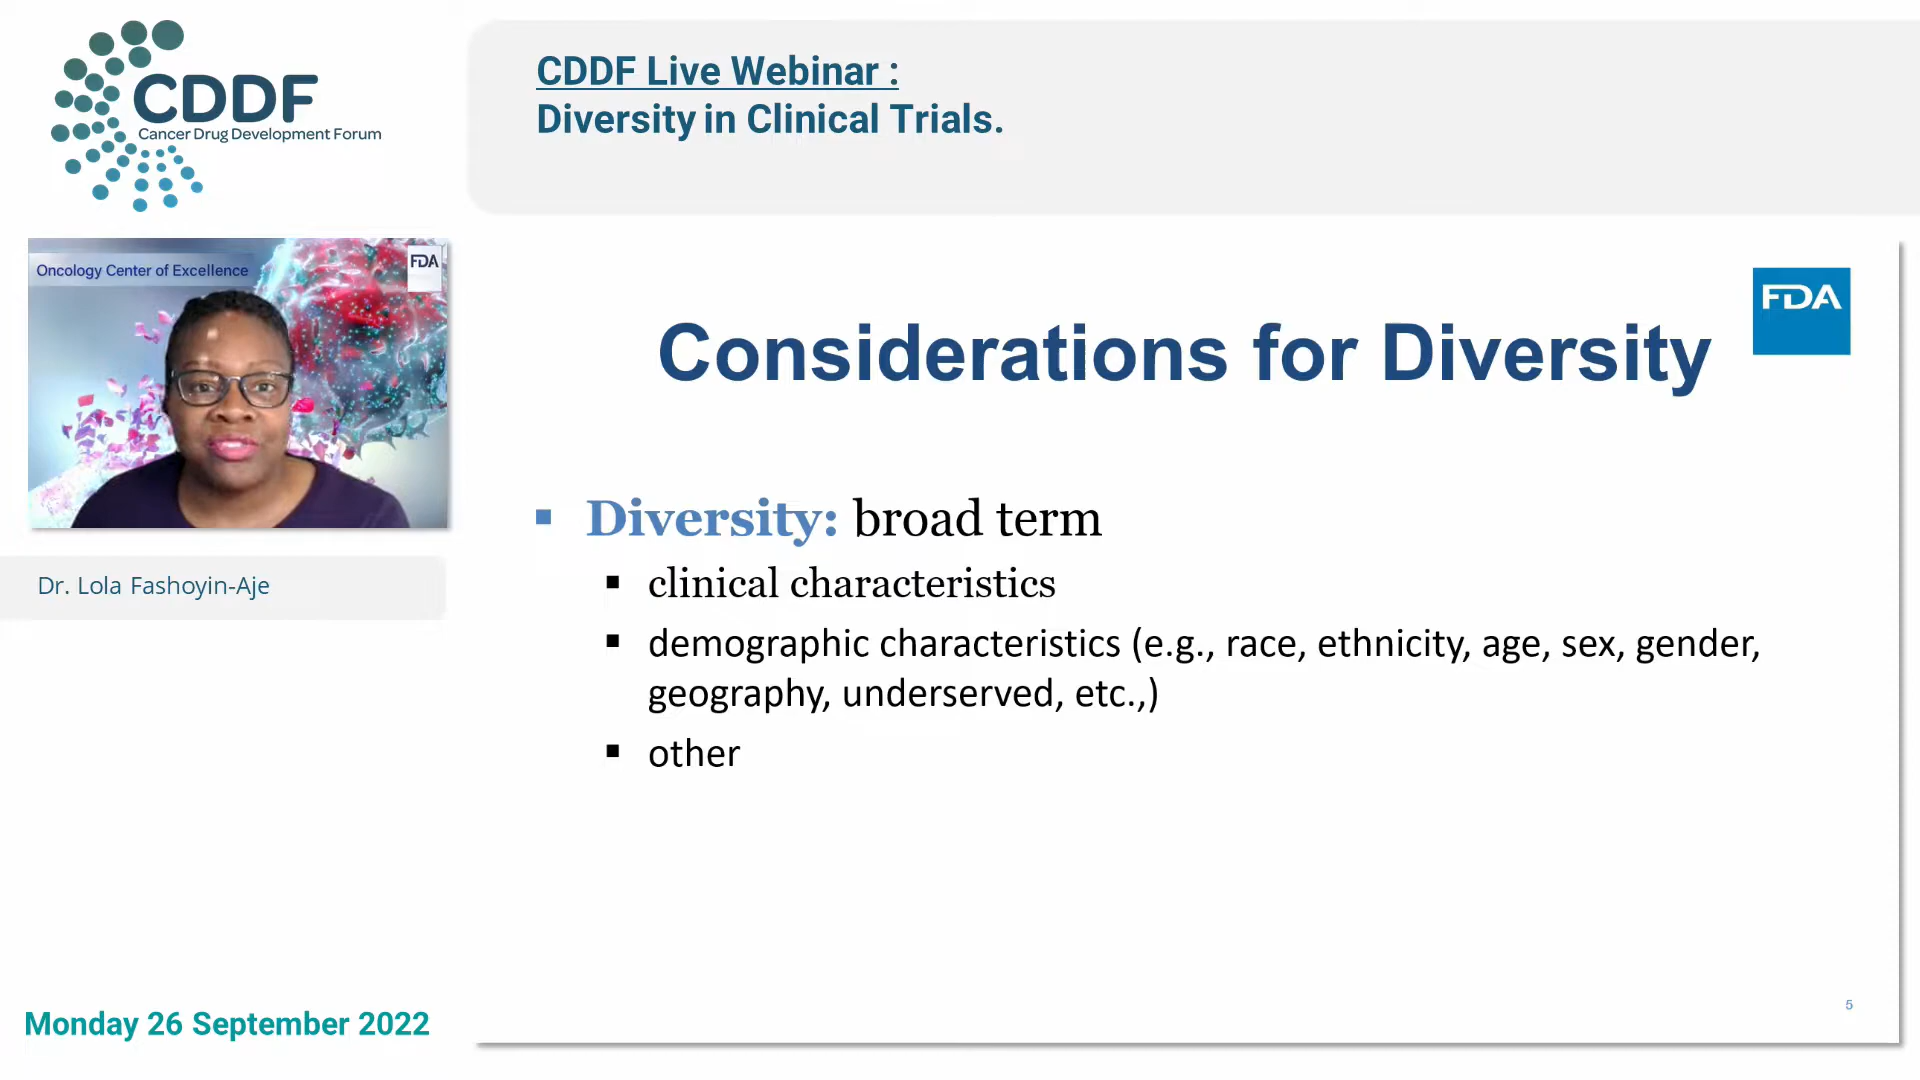 CDDF
Cancer Drug Development Forum
CDDF Live Webinar :
Diversity in Clinical Trials.
Oncology Center of Excellence
FDA
Dr. Lola Fashoyin-Aje
FDA
Considerations for Diversity
▪ Diversity: broad term
▪ clinical characteristics
▪ demographic characteristics (e.g., race, ethnicity, age, sex, gender,
geography, underserved, etc.,)
▪ other
5
Monday 26 September 2022